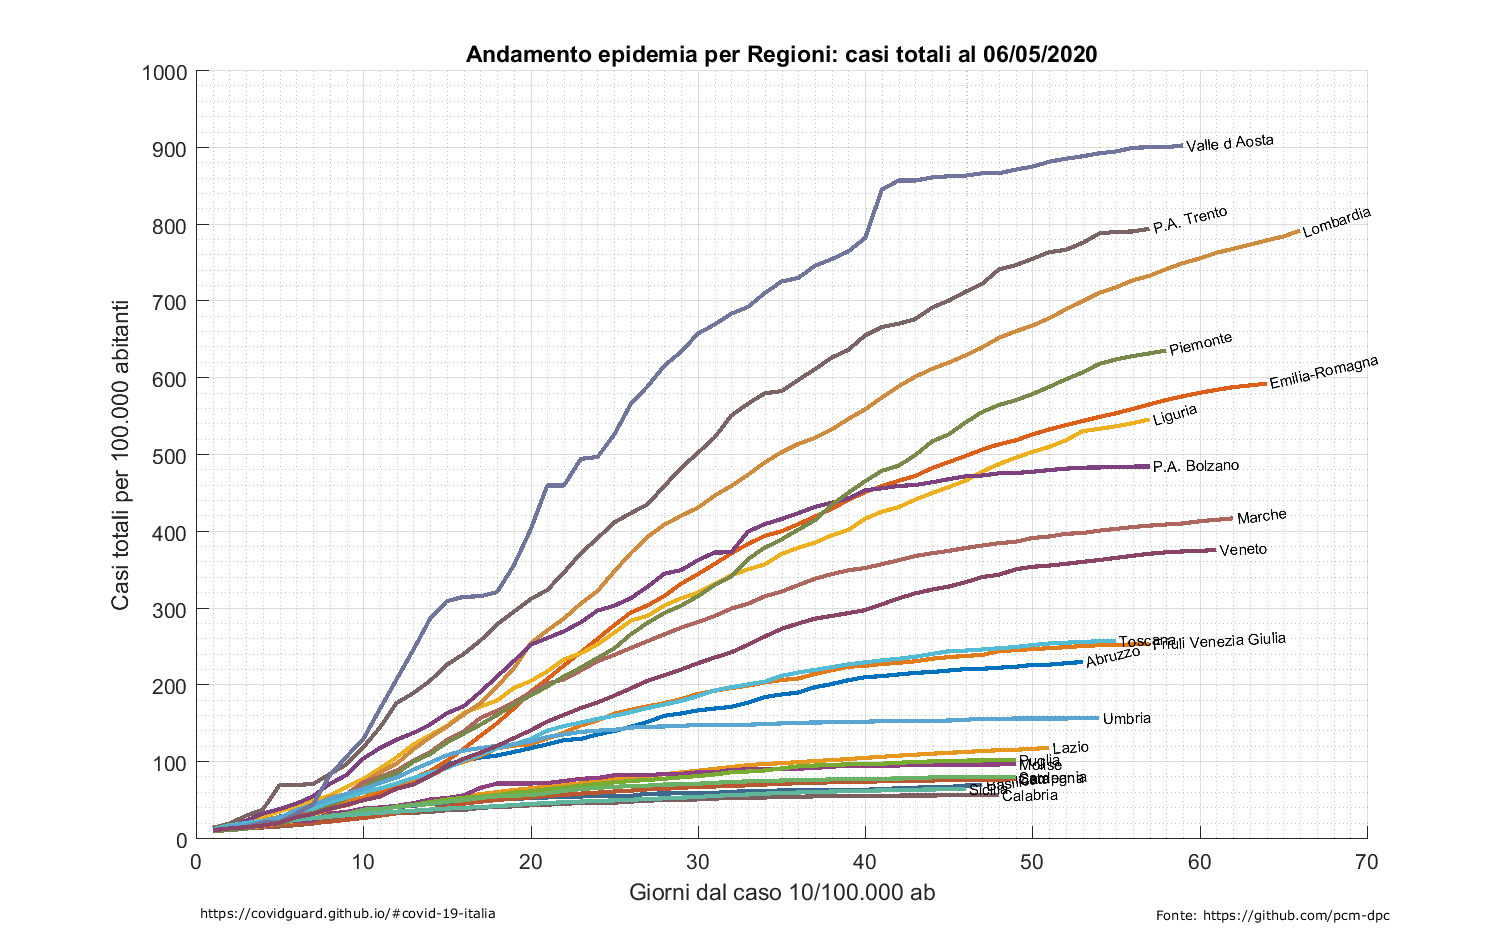 Andamento epidemia per Regioni: casi totali al 06/05/2020
1000
900
800
700
600
500
400
300
200
100
0
Casi totali per 100.000 abitanti
Valle d Aosta
P.A. Trento
Lombardia
Piemonte
Emilia-Romagna
Liguria
P.A. Bolzano
Marche
Veneto
Toscana
Friuli Venezia Giulia
Abruzzo
Umbria
Lazio
Puglia
Molise
Sicilia
Calabria
0 10 20 30 40 50 60 70
Giorni dal caso 10/100.000 ab
https://covidguard.github.io/#covid-19-italia
Fonte: https://github.com/pcm-dpc